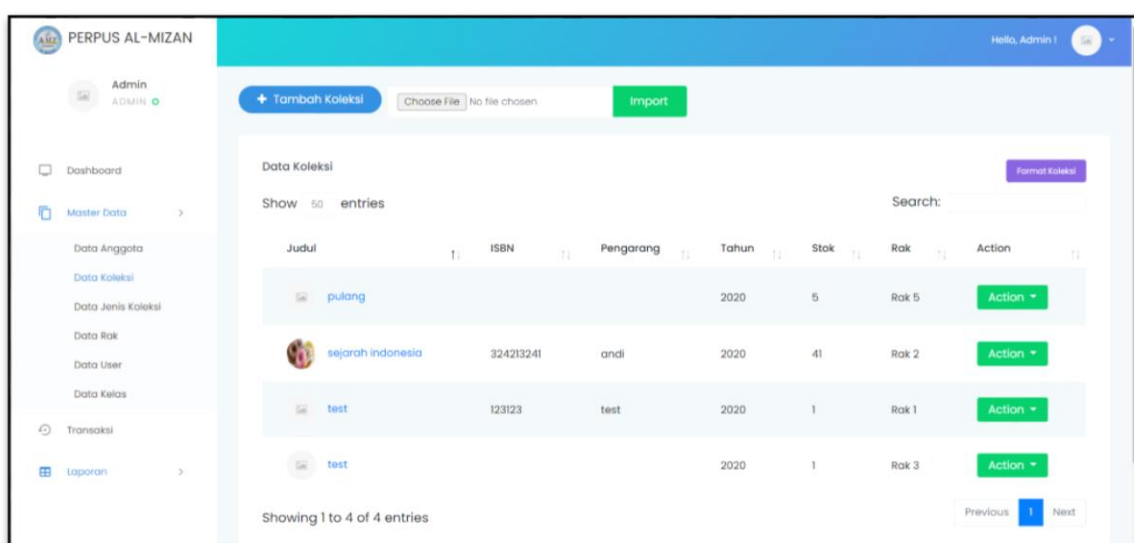 AMZ
PERPUS AL-MIZAN
Hello, Admin !
Admin
ADMIN
+ Tambah Koleksi
Choose File No file chosen
Import
Dashboard
Master Data
Data Anggota
Data Koleksi
Data Jenis Koleksi
Data Rak
Data User
Data Kelas
Transaksi
Laporan
Data Koleksi
Format Koleksi
Show 50 entries
Search:
Judul ISBN Pengarang Tahun Stok Rak Action
pulang 2020 5 Rak 5 Action
sejarah indonesia 324213241 andi 2020 41 Rak 2 Action
test 123123 test 2020 1 Rak 1 Action
test 2020 1 Rak 3 Action
Showing 1 to 4 of 4 entries
Previous 1 Next